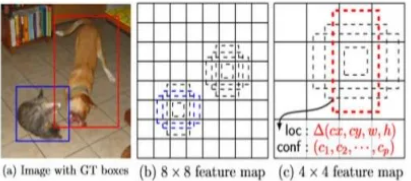 loc : Δ(cx, cy, w, h)
conf : (c₁, c₂, ⋯, cₚ)
(a) Image with GT boxes (b) 8 × 8 feature map (c) 4 × 4 feature map